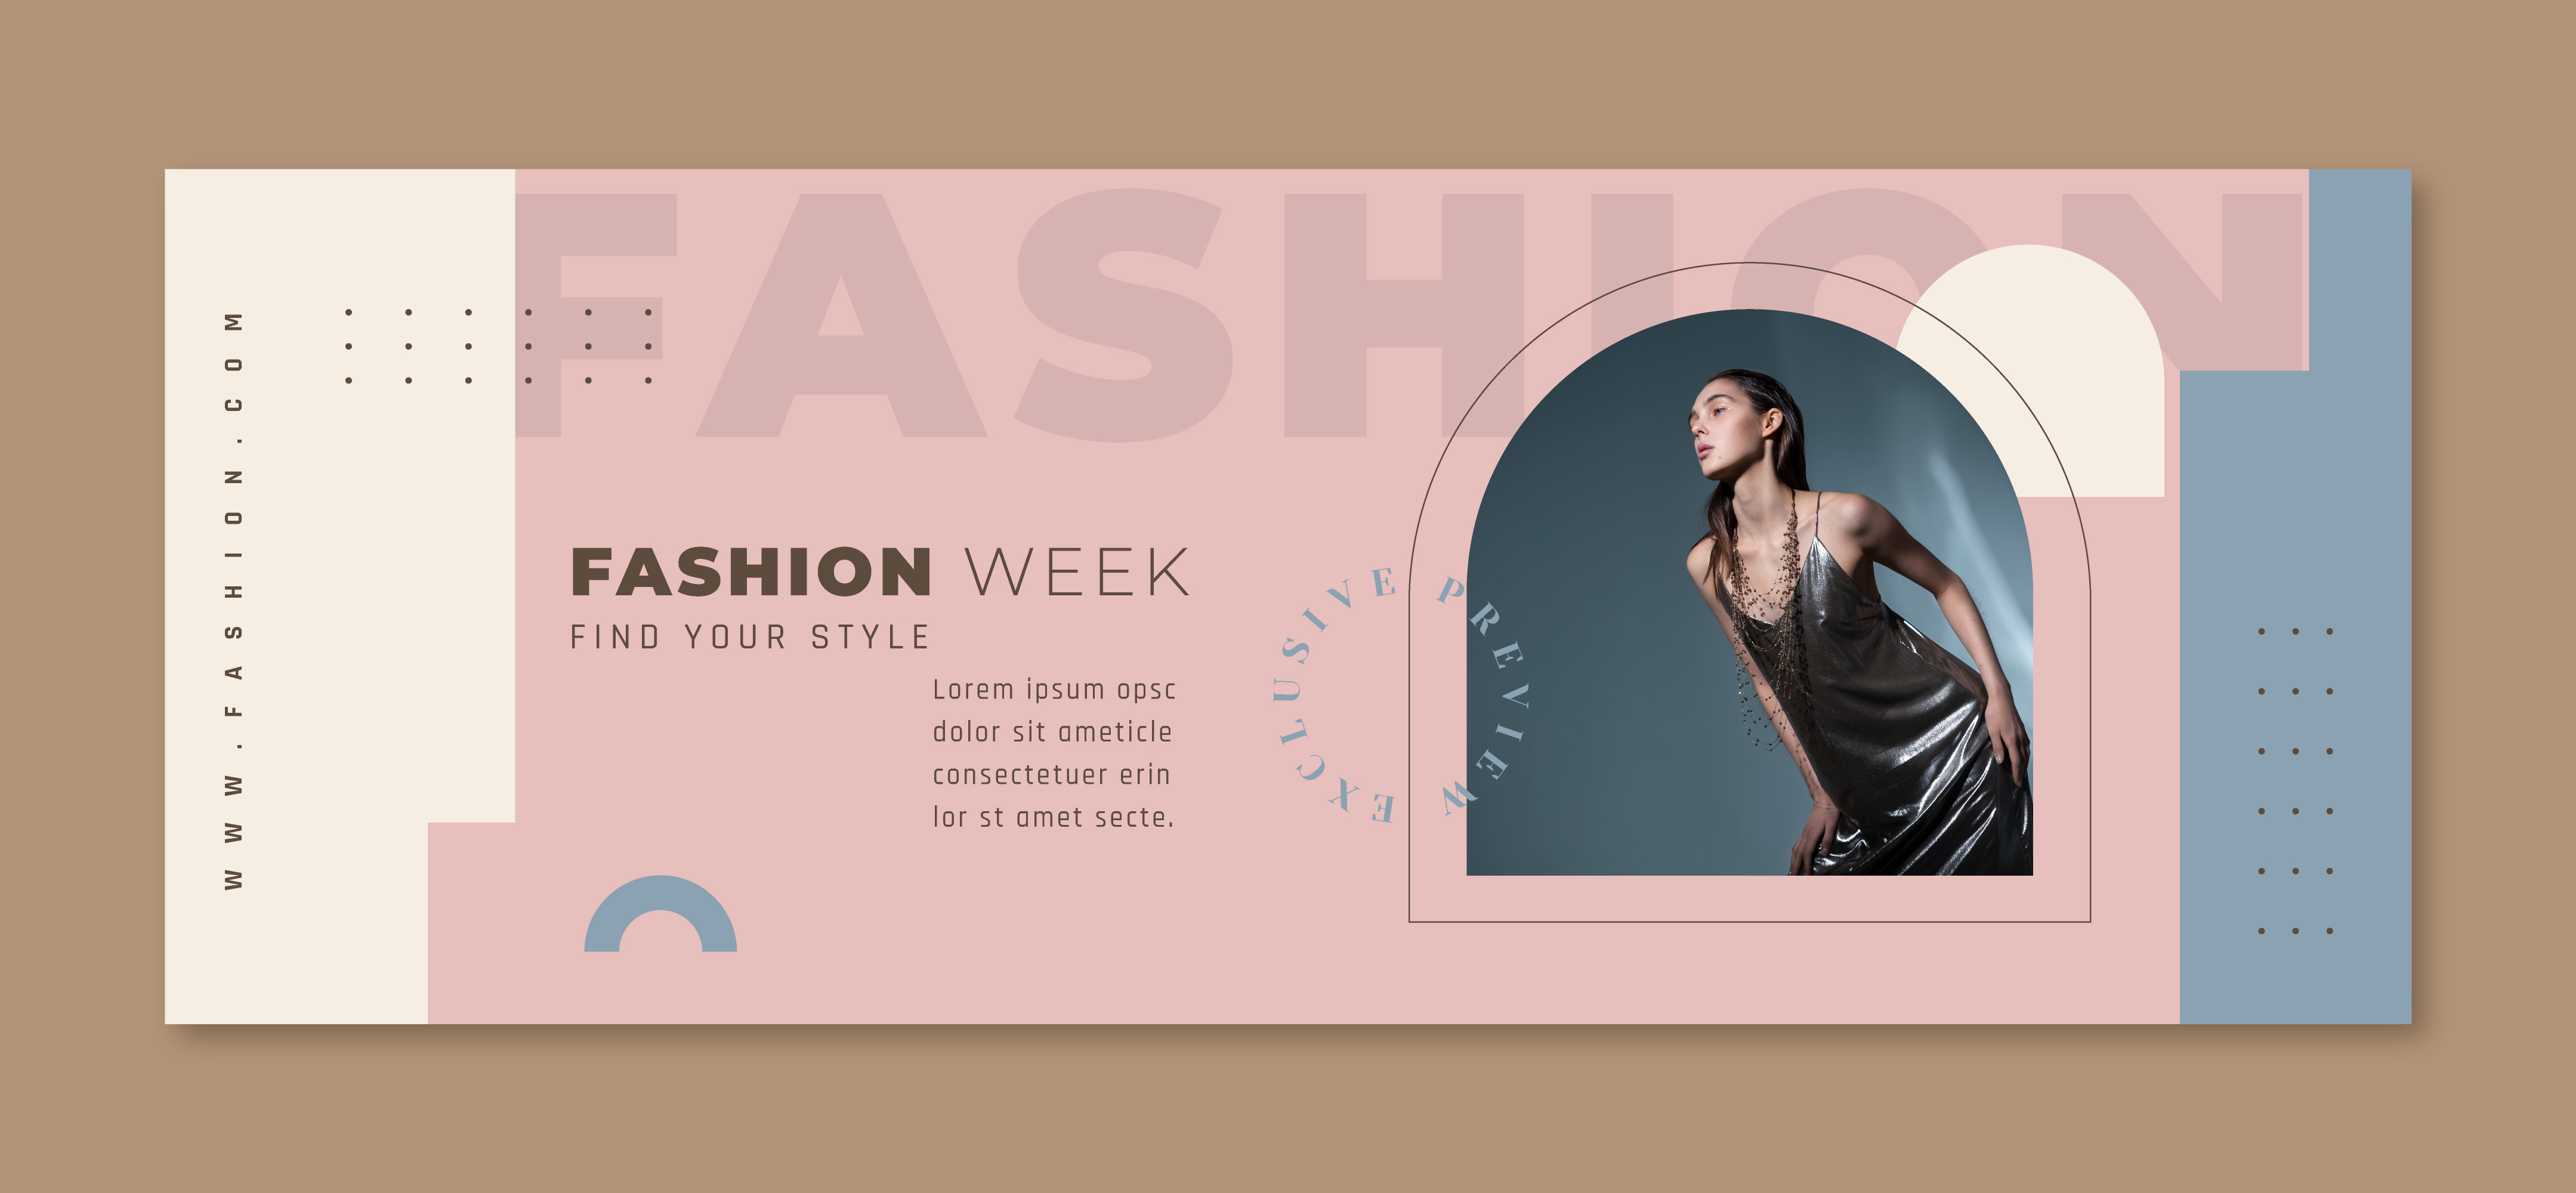 WWW.FASHION.COM
FASHION
FASHION WEEK
FIND YOUR STYLE
Lorem ipsum opsc
dolor sit ameticle
consectetuer erin
lor st amet secte.
EXCLUSIVE PREVIEW